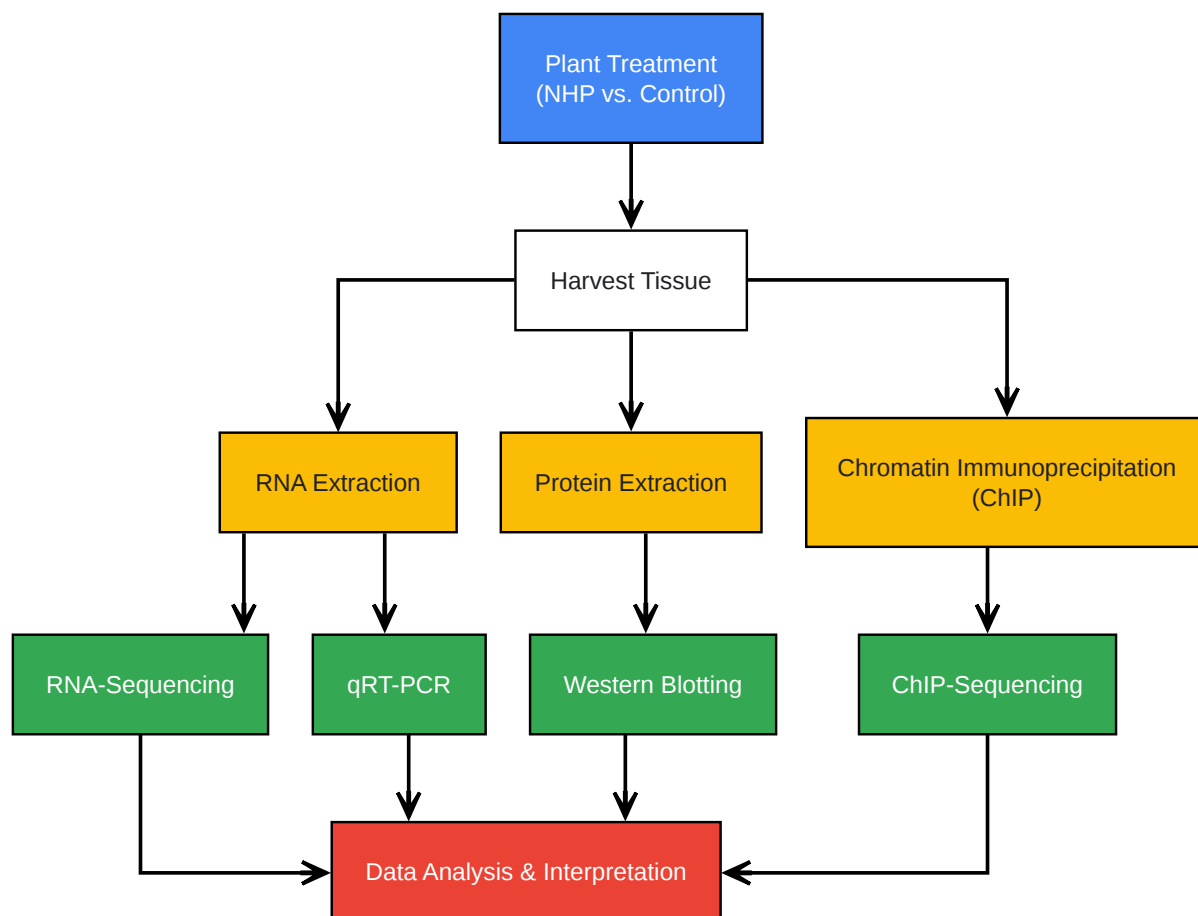 Plant Treatment
(NHP vs. Control)
Harvest Tissue
RNA Extraction
Protein Extraction
Chromatin Immunoprecipitation
(ChIP)
RNA-Sequencing
qRT-PCR
Western Blotting
ChIP-Sequencing
Data Analysis & Interpretation